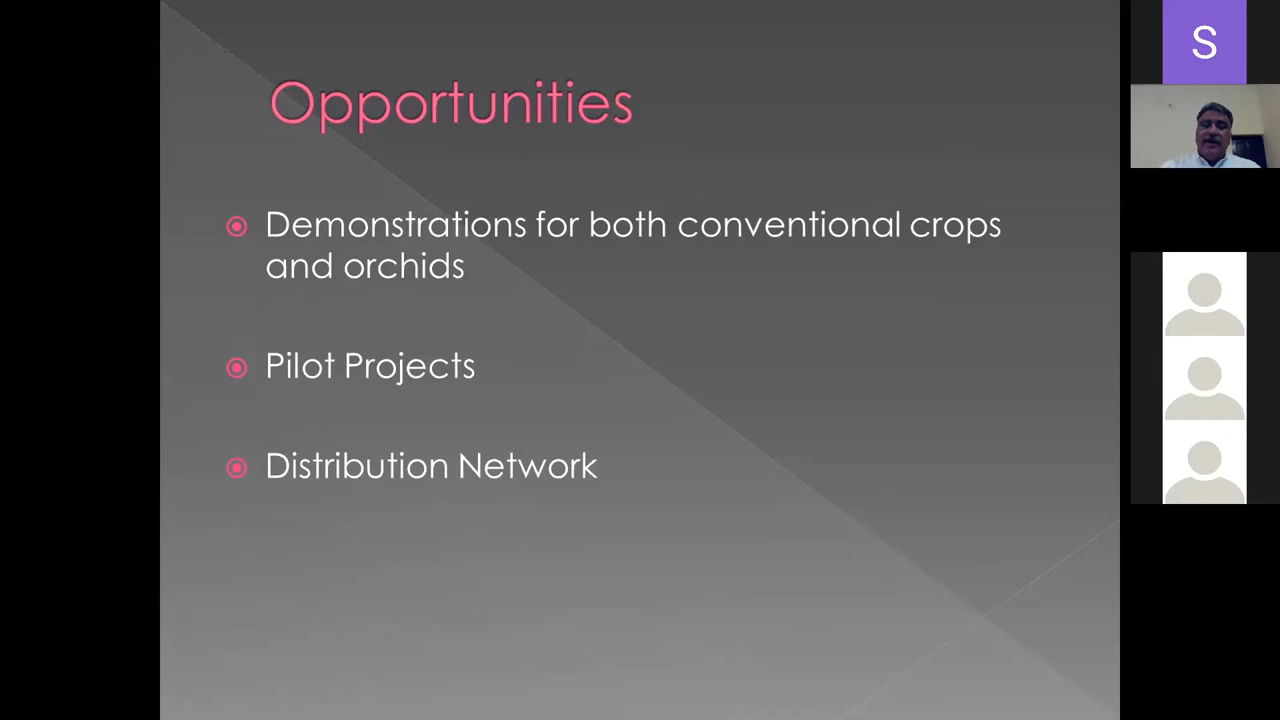 Opportunities
Demonstrations for both conventional crops
and orchids
Pilot Projects
Distribution Network
S